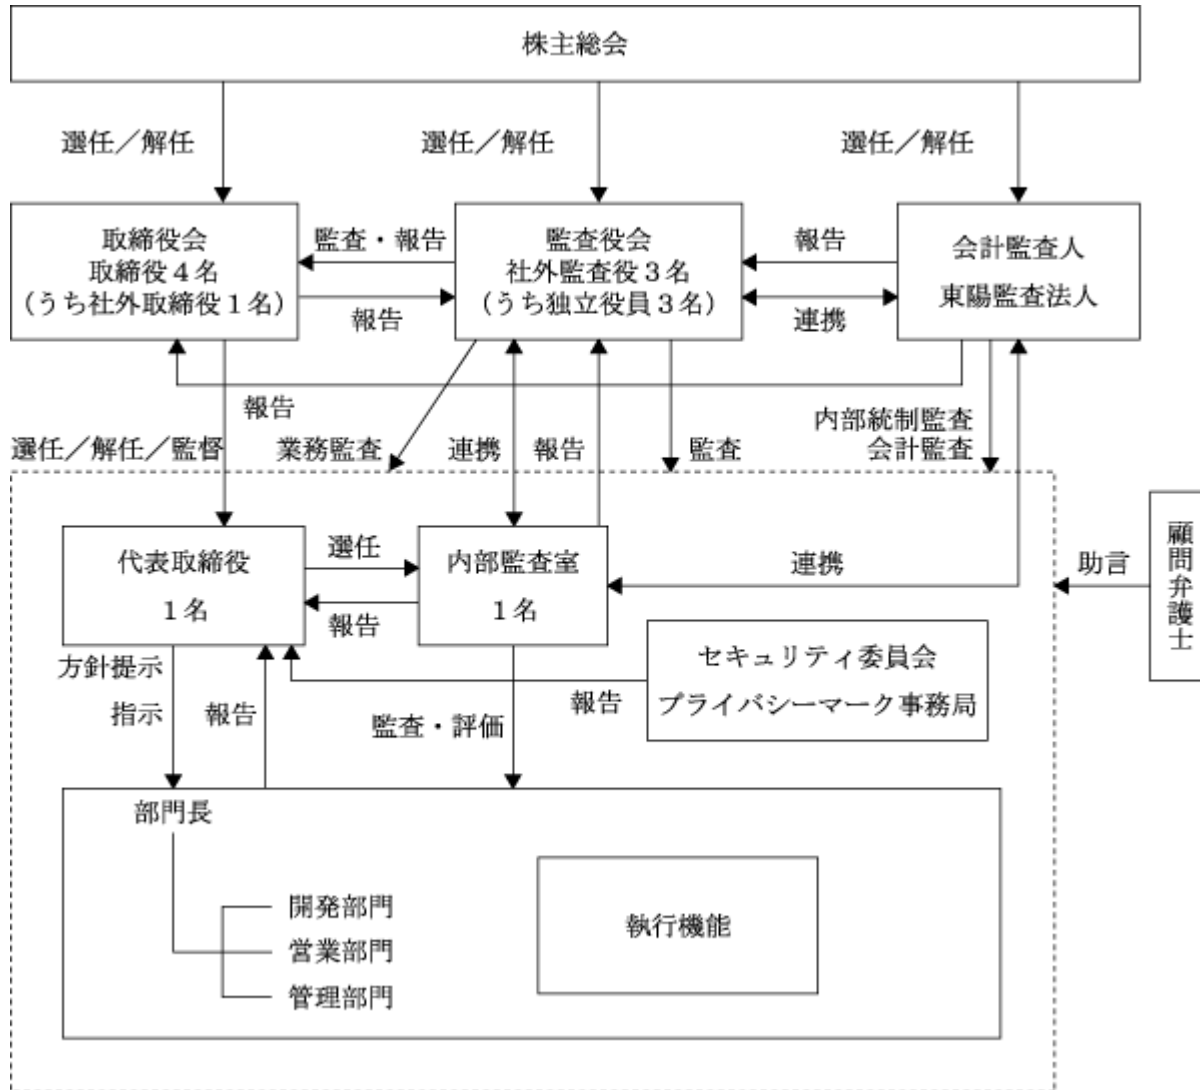 株主総会
選任／解任
選任／解任
選任／解任
取締役会
取締役４名
（うち社外取締役１名）
監査・報告
報告
監査役会
社外監査役３名
（うち独立役員３名）
報告
連携
会計監査人
東陽監査法人
報告
選任／解任／監督
業務監査
連携
報告
監査
内部統制監査
会計監査
代表取締役
１名
選任
報告
内部監査室
１名
連携
助言
顧問弁護士
セキュリティ委員会
プライバシーマーク事務局
報告
方針提示
指示
報告
監査・評価
部門長
開発部門
営業部門
管理部門
執行機能